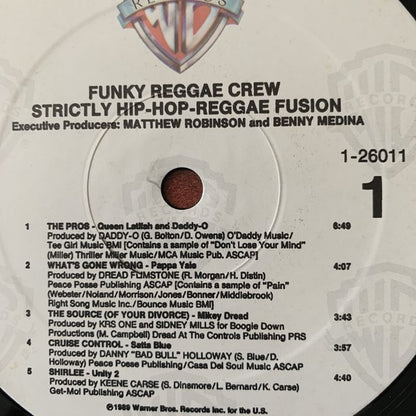 RECORDS
FUNKY REGGAE CREW
STRICTLY HIP-HOP-REGGAE FUSION
Executive Producers: MATTHEW ROBINSON and BENNY MEDINA
1-26011
1
1 THE PROS - Queen Latifah and Daddy-O 6:49
Produced by DADDY-O (G. Bolton/D. Owens) O'Daddy Music/
Tee Girl Music BMI [Contains a sample of "Don't Lose Your Mind"
(Miller) Thriller Miller Music/MCA Music Pub. ASCAP]
2 WHAT'S GONE WRONG - Pappa Yale 4:07
Produced by DREAD FLIMSTONE (R. Morgan/H. Distin)
Peace Posse Publishing ASCAP [Contains a sample of "Pain"
(Webster/Noland/Morrison/Jones/Bonner/Middlebrook)
Right Song Music Inc./Bounce Music BMI]
3 THE SOURCE (OF YOUR DIVORCE) - Mikey Dread 3:43
Produced by KRS ONE and SIDNEY MILLS for Boogie Down
Productions (M. Campbell) Dread At The Controls Publishing PRS
4 CRUISE CONTROL - Satta Blue 3:57
Produced by DANNY "BAD BULL" HOLLOWAY (S. Blue/D.
Holloway) Peace Posse Publishing/Casa Del Soul Music ASCAP
5 SHIRLEE - Unity 2 4:40
Produced by KEENE CARSE (S. Dinsmore/L. Bernard/K. Carse)
Get-Moi Publishing ASCAP
℗1989 Warner Bros. Records Inc. for the U.S.